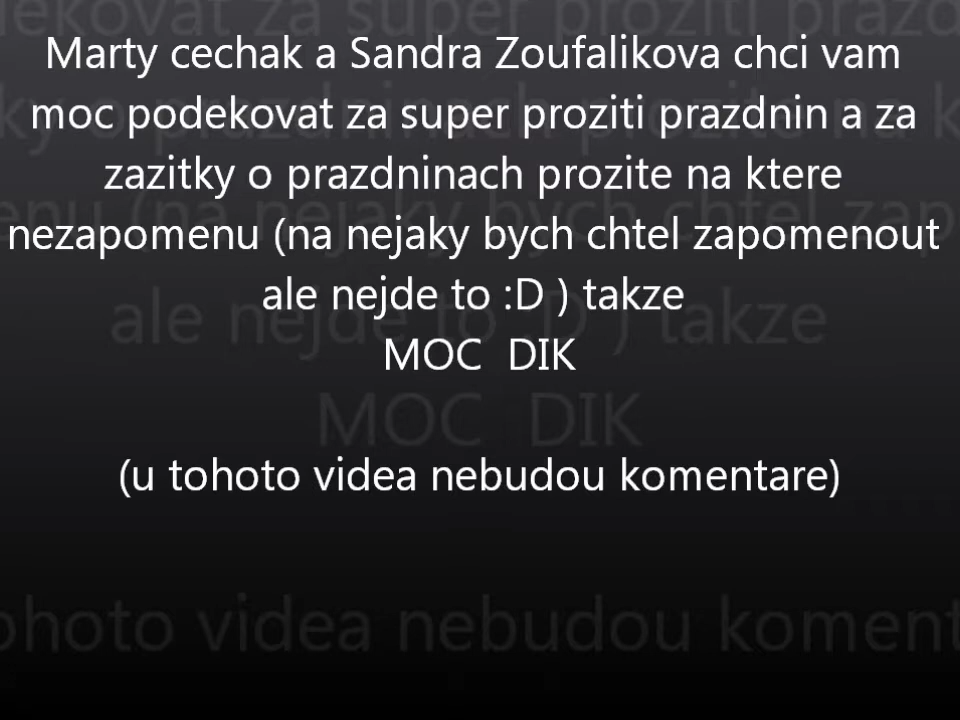 Marty cechak a Sandra Zoufalikova chci vam
moc podekovat za super proziti prazdnin a za
zazitky o prazdninach prozite na ktere
nezapomenu (na nejaky bych chtel zapomenout
ale nejde to :D ) takze
MOC  DIK
(u tohoto videa nebudou komentare)